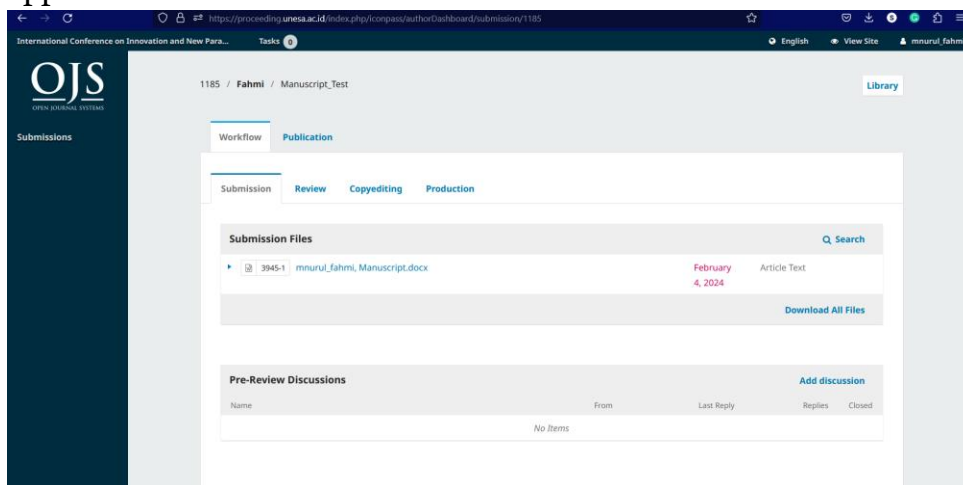 https://proceeding.unesa.ac.id/index.php/iconpass/authorDashboard/submission/1185
International Conference on Innovation and New Para... Tasks 0 English View Site mnurul_fahm
OJS
OPEN JOURNAL SYSTEMS
1185 / Fahmi / Manuscript_Test Library
Submissions
Workflow Publication
Submission Review Copyediting Production
Submission Files Search
3945-1 mnurul_fahmi, Manuscript.docx February 4, 2024 Article Text
Download All Files
Pre-Review Discussions Add discussion
Name From Last Reply Replies Closed
No Items